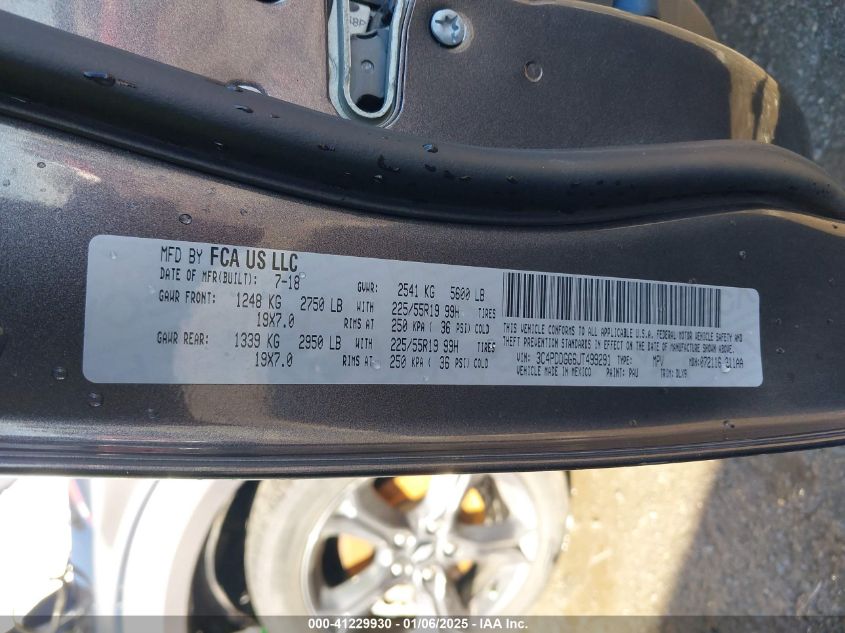 MFD BY FCA US LLC
DATE OF MFR(BUILT): 7-18 GVWR: 2541 KG 5600 LB
GAWR FRONT: 1248 KG 2750 LB WITH 225/55R19 99H TIRES
19X7.0 RIMS AT 250 KPA ( 36 PSI) COLD
GAWR REAR: 1339 KG 2950 LB WITH 225/55R19 99H TIRES
19X7.0 RIMS AT 250 KPA ( 36 PSI) COLD
THIS VEHICLE CONFORMS TO ALL APPLICABLE U.S.A. FEDERAL MOTOR VEHICLE SAFETY AND
THEFT PREVENTION STANDARDS IN EFFECT ON THE DATE OF MANUFACTURE SHOWN ABOVE.
VIN: 3C4PDDGG6JT499291 TYPE: MPV MDH:072116 311AA
VEHICLE MADE IN MEXICO PAINT: PAU TRIM: DLX9
000-41229930 - 01/06/2025 - IAA Inc.